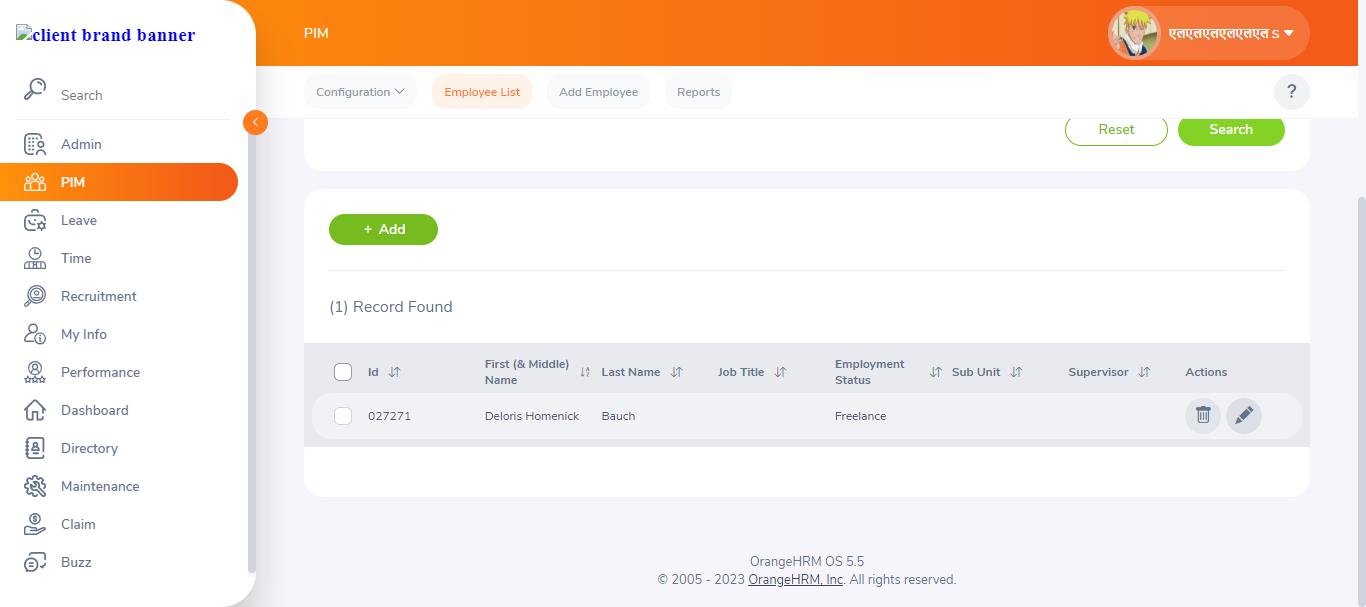 client brand banner
Search
Admin
PIM
Leave
Time
Recruitment
My Info
Performance
Dashboard
Directory
Maintenance
Claim
Buzz
PIM
एलएलएलएलएलएल s
Configuration
Employee List
Add Employee
Reports
?
Reset
Search
+ Add
(1) Record Found
Id First (& Middle) Name Last Name Job Title Employment Status Sub Unit Supervisor Actions
027271 Deloris Homenick Bauch Freelance
OrangeHRM OS 5.5
© 2005 - 2023 OrangeHRM, Inc. All rights reserved.